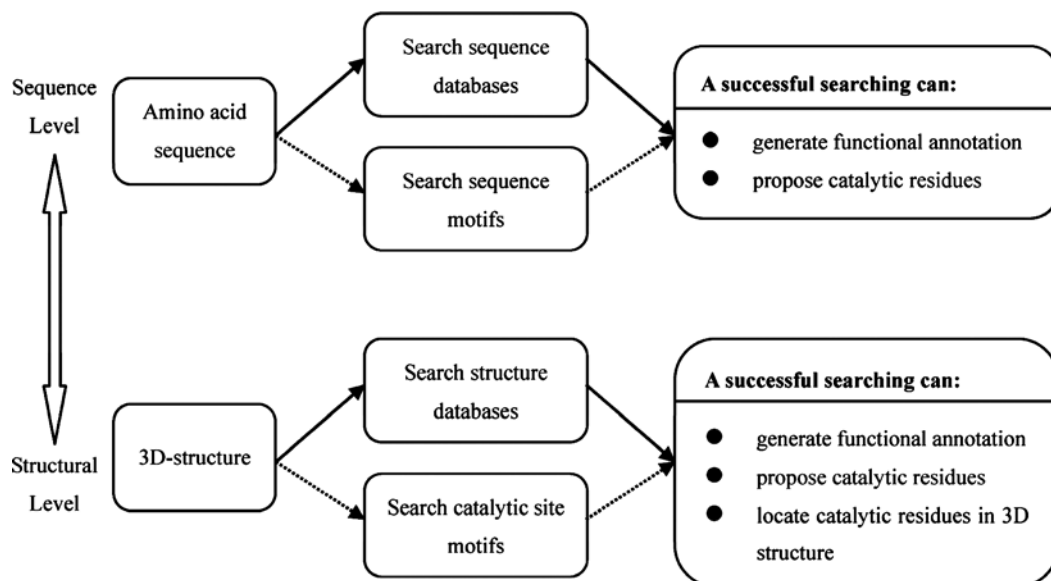 Sequence
Level
Amino acid
sequence
Search sequence
databases
Search sequence
motifs
A successful searching can:
● generate functional annotation
● propose catalytic residues
Structural
Level
3D-structure
Search structure
databases
Search catalytic site
motifs
A successful searching can:
● generate functional annotation
● propose catalytic residues
● locate catalytic residues in 3D
structure